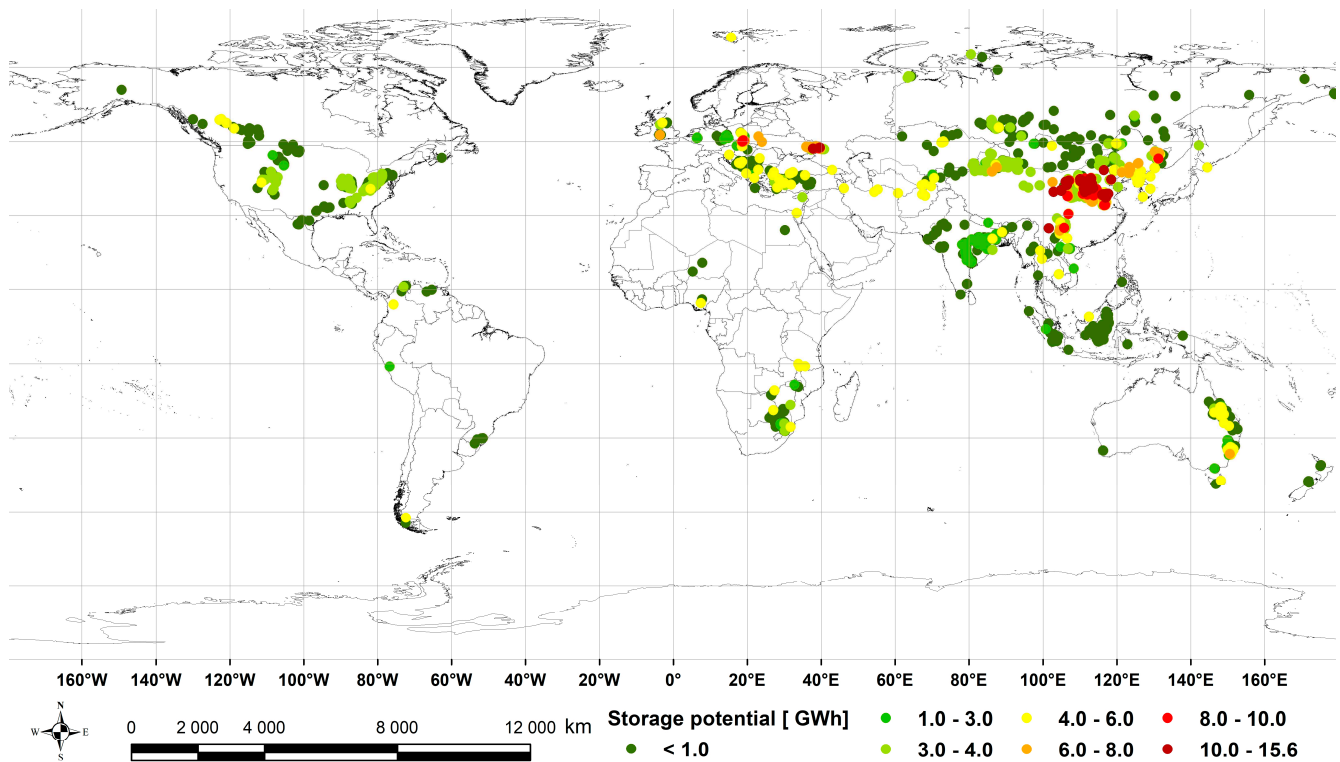 160°W 140°W 120°W 100°W 80°W 60°W 40°W 20°W 0° 20°E 40°E 60°E 80°E 100°E 120°E 140°E 160°E
N
W E
S
0 2 000 4 000 8 000 12 000 km
Storage potential [ GWh]
< 1.0
1.0 - 3.0 4.0 - 6.0 8.0 - 10.0
3.0 - 4.0 6.0 - 8.0 10.0 - 15.6